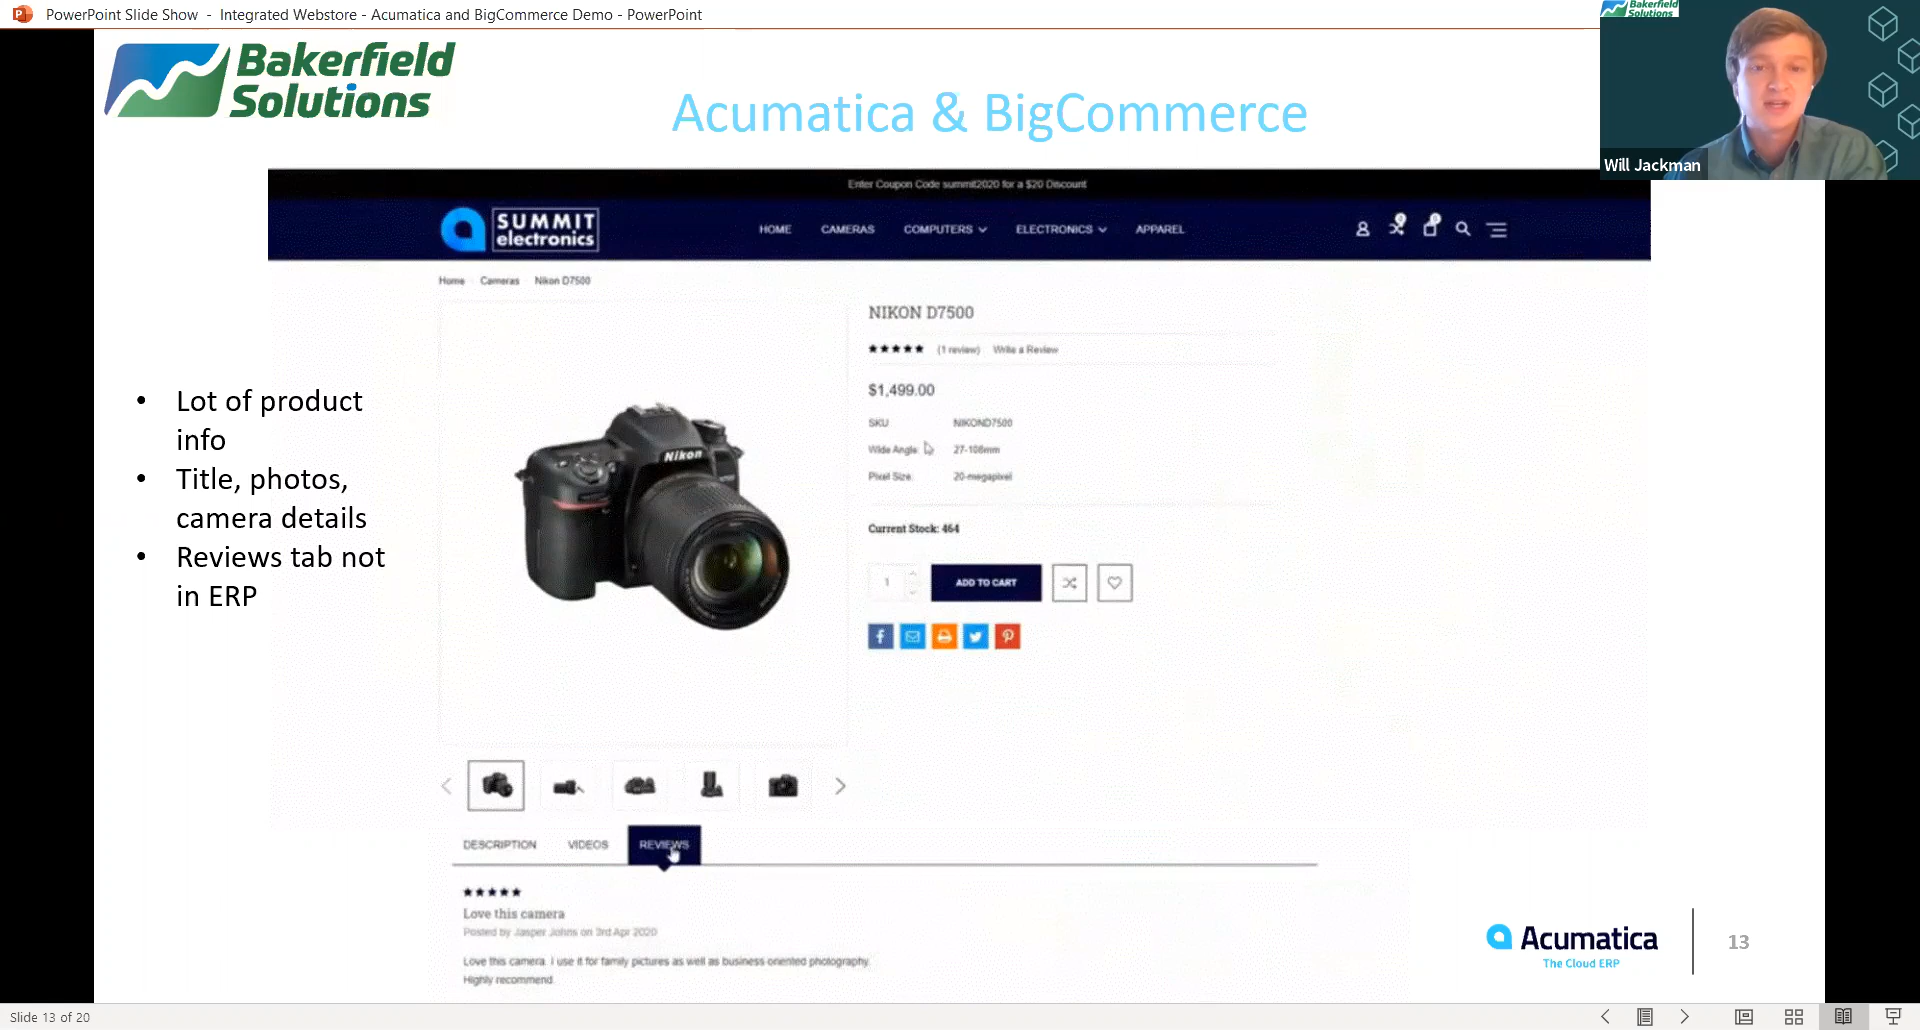 PowerPoint Slide Show - Integrated Webstore - Acumatica and BigCommerce Demo - PowerPoint
Bakerfield
Solutions
Bakerfield
Solutions
Will Jackman
Acumatica & BigCommerce
Enter Coupon Code summit2020 for a $20 Discount
SUMMIT
electronics
HOME CAMERAS COMPUTERS ELECTRONICS APPAREL
0 0
Home Cameras Nikon D7500
NIKON D7500
(1 review) Write a Review
$1,499.00
SKU NIKOND7500
Wide Angle: 27-108mm
Pixel Size: 20-megapixel
Current Stock: 464
1 ADD TO CART
Nikon
• Lot of product
info
• Title, photos,
camera details
• Reviews tab not
in ERP
DESCRIPTION VIDEOS REVIEWS
Love this camera
Posted by Jasper Johns on 3rd Apr 2020
Love this camera. I use it for family pictures as well as business oriented photography.
Highly recommend.
Acumatica
The Cloud ERP
13
Slide 13 of 20